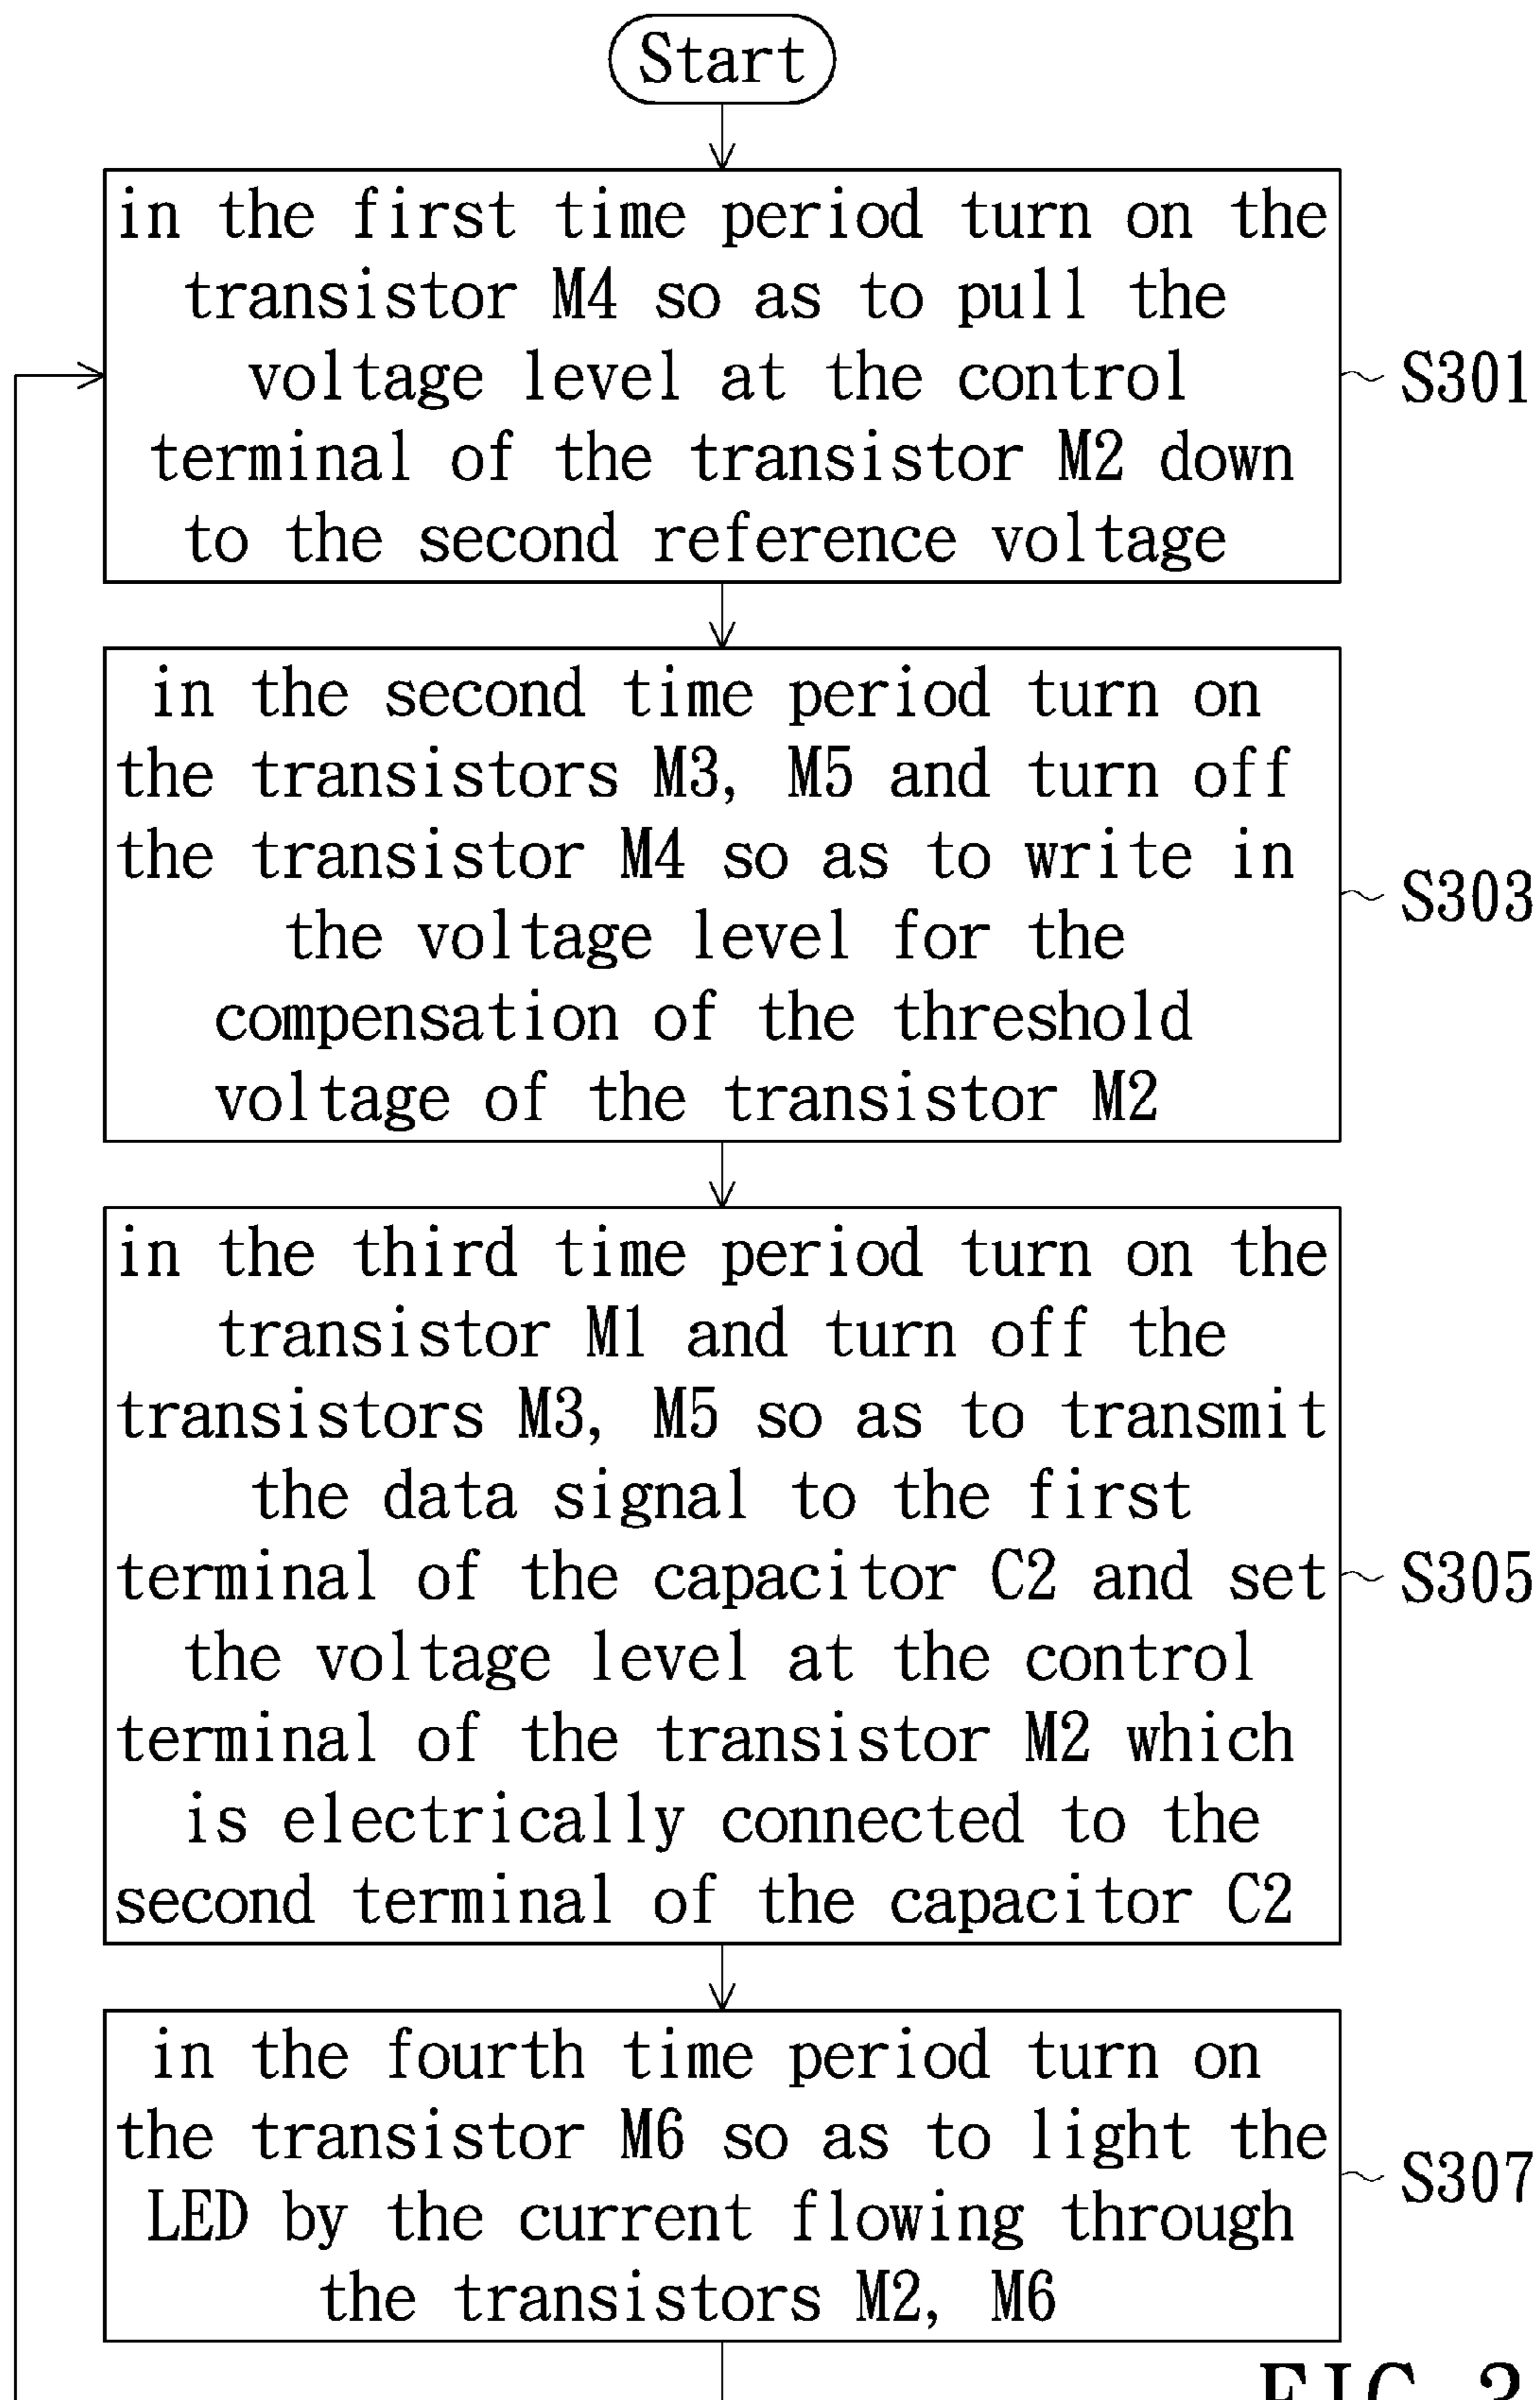 Start
in the first time period turn on the
transistor M4 so as to pull the
voltage level at the control
terminal of the transistor M2 down
to the second reference voltage
S301
in the second time period turn on
the transistors M3, M5 and turn off
the transistor M4 so as to write in
the voltage level for the
compensation of the threshold
voltage of the transistor M2
S303
in the third time period turn on the
transistor M1 and turn off the
transistors M3, M5 so as to transmit
the data signal to the first
terminal of the capacitor C2 and set
the voltage level at the control
terminal of the transistor M2 which
is electrically connected to the
second terminal of the capacitor C2
S305
in the fourth time period turn on
the transistor M6 so as to light the
LED by the current flowing through
the transistors M2, M6
S307